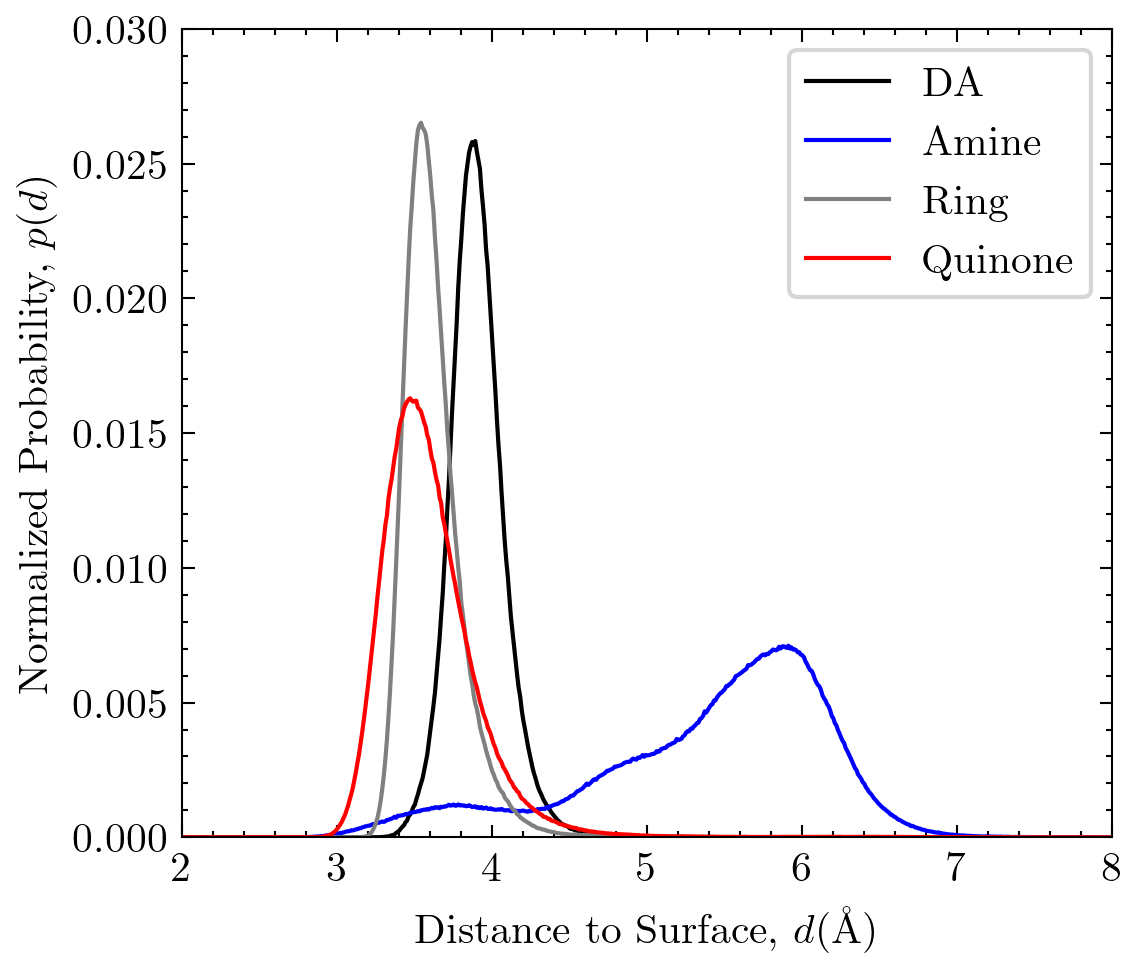 0.030
0.025
0.020
0.015
0.010
0.005
0.000
Normalized Probability, p(d)
2 3 4 5 6 7 8
Distance to Surface, d(Å)
DA
Amine
Ring
Quinone